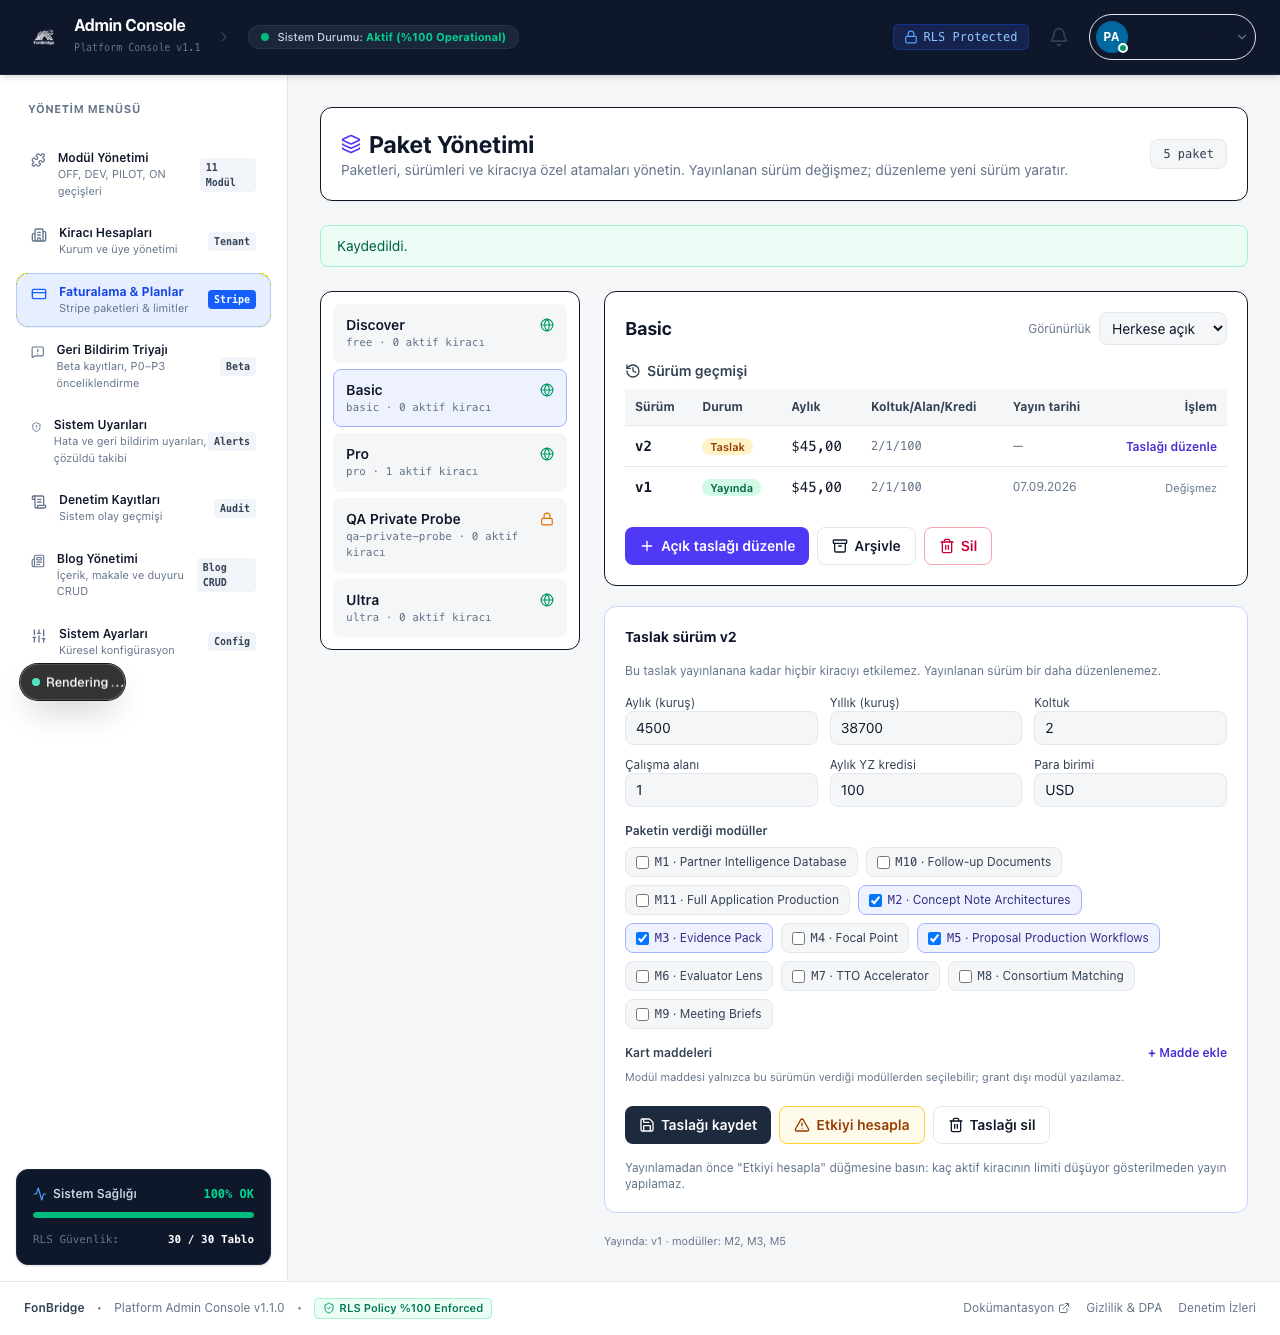 Admin Console
Platform Console v1.1
Sistem Durumu: Aktif (%100 Operational)
RLS Protected
PA
YÖNETİM MENÜSÜ
Modül Yönetimi
OFF, DEV, PILOT, ON
geçişleri
11
Modül
Kiracı Hesapları
Kurum ve üye yönetimi
Tenant
Faturalama & Planlar
Stripe paketleri & limitler
Stripe
Geri Bildirim Triyajı
Beta kayıtları, P0–P3
önceliklendirme
Beta
Sistem Uyarıları
Hata ve geri bildirim uyarıları,
çözüldü takibi
Alerts
Denetim Kayıtları
Sistem olay geçmişi
Audit
Blog Yönetimi
İçerik, makale ve duyuru
CRUD
Blog
CRUD
Sistem Ayarları
Küresel konfigürasyon
Config
Rendering ...
Sistem Sağlığı
100% OK
RLS Güvenlik:
30 / 30 Tablo
Paket Yönetimi
Paketleri, sürümleri ve kiracıya özel atamaları yönetin. Yayınlanan sürüm değişmez; düzenleme yeni sürüm yaratır.
5 paket
Kaydedildi.
Discover
free · 0 aktif kiracı
Basic
basic · 0 aktif kiracı
Pro
pro · 1 aktif kiracı
QA Private Probe
qa-private-probe · 0 aktif
kiracı
Ultra
ultra · 0 aktif kiracı
Basic
Görünürlük
Herkese açık
Sürüm geçmişi
Sürüm Durum Aylık Koltuk/Alan/Kredi Yayın tarihi İşlem
v2 Taslak $45,00 2/1/100 — Taslağı düzenle
v1 Yayında $45,00 2/1/100 07.09.2026 Değişmez
Açık taslağı düzenle
Arşivle
Sil
Taslak sürüm v2
Bu taslak yayınlanana kadar hiçbir kiracıyı etkilemez. Yayınlanan sürüm bir daha düzenlenemez.
Aylık (kuruş) Yıllık (kuruş) Koltuk
4500 38700 2
Çalışma alanı Aylık YZ kredisi Para birimi
1 100 USD
Paketin verdiği modüller
M1 · Partner Intelligence Database
M10 · Follow-up Documents
M11 · Full Application Production
M2 · Concept Note Architectures
M3 · Evidence Pack
M4 · Focal Point
M5 · Proposal Production Workflows
M6 · Evaluator Lens
M7 · TTO Accelerator
M8 · Consortium Matching
M9 · Meeting Briefs
Kart maddeleri
+ Madde ekle
Modül maddesi yalnızca bu sürümün verdiği modüllerden seçilebilir; grant dışı modül yazılamaz.
Taslağı kaydet
Etkiyi hesapla
Taslağı sil
Yayınlamadan önce "Etkiyi hesapla" düğmesine basın: kaç aktif kiracının limiti düşüyor gösterilmeden yayın
yapılamaz.
Yayında: v1 · modüller: M2, M3, M5
FonBridge • Platform Admin Console v1.1.0 • RLS Policy %100 Enforced
Dokümantasyon Gizlilik & DPA Denetim İzleri